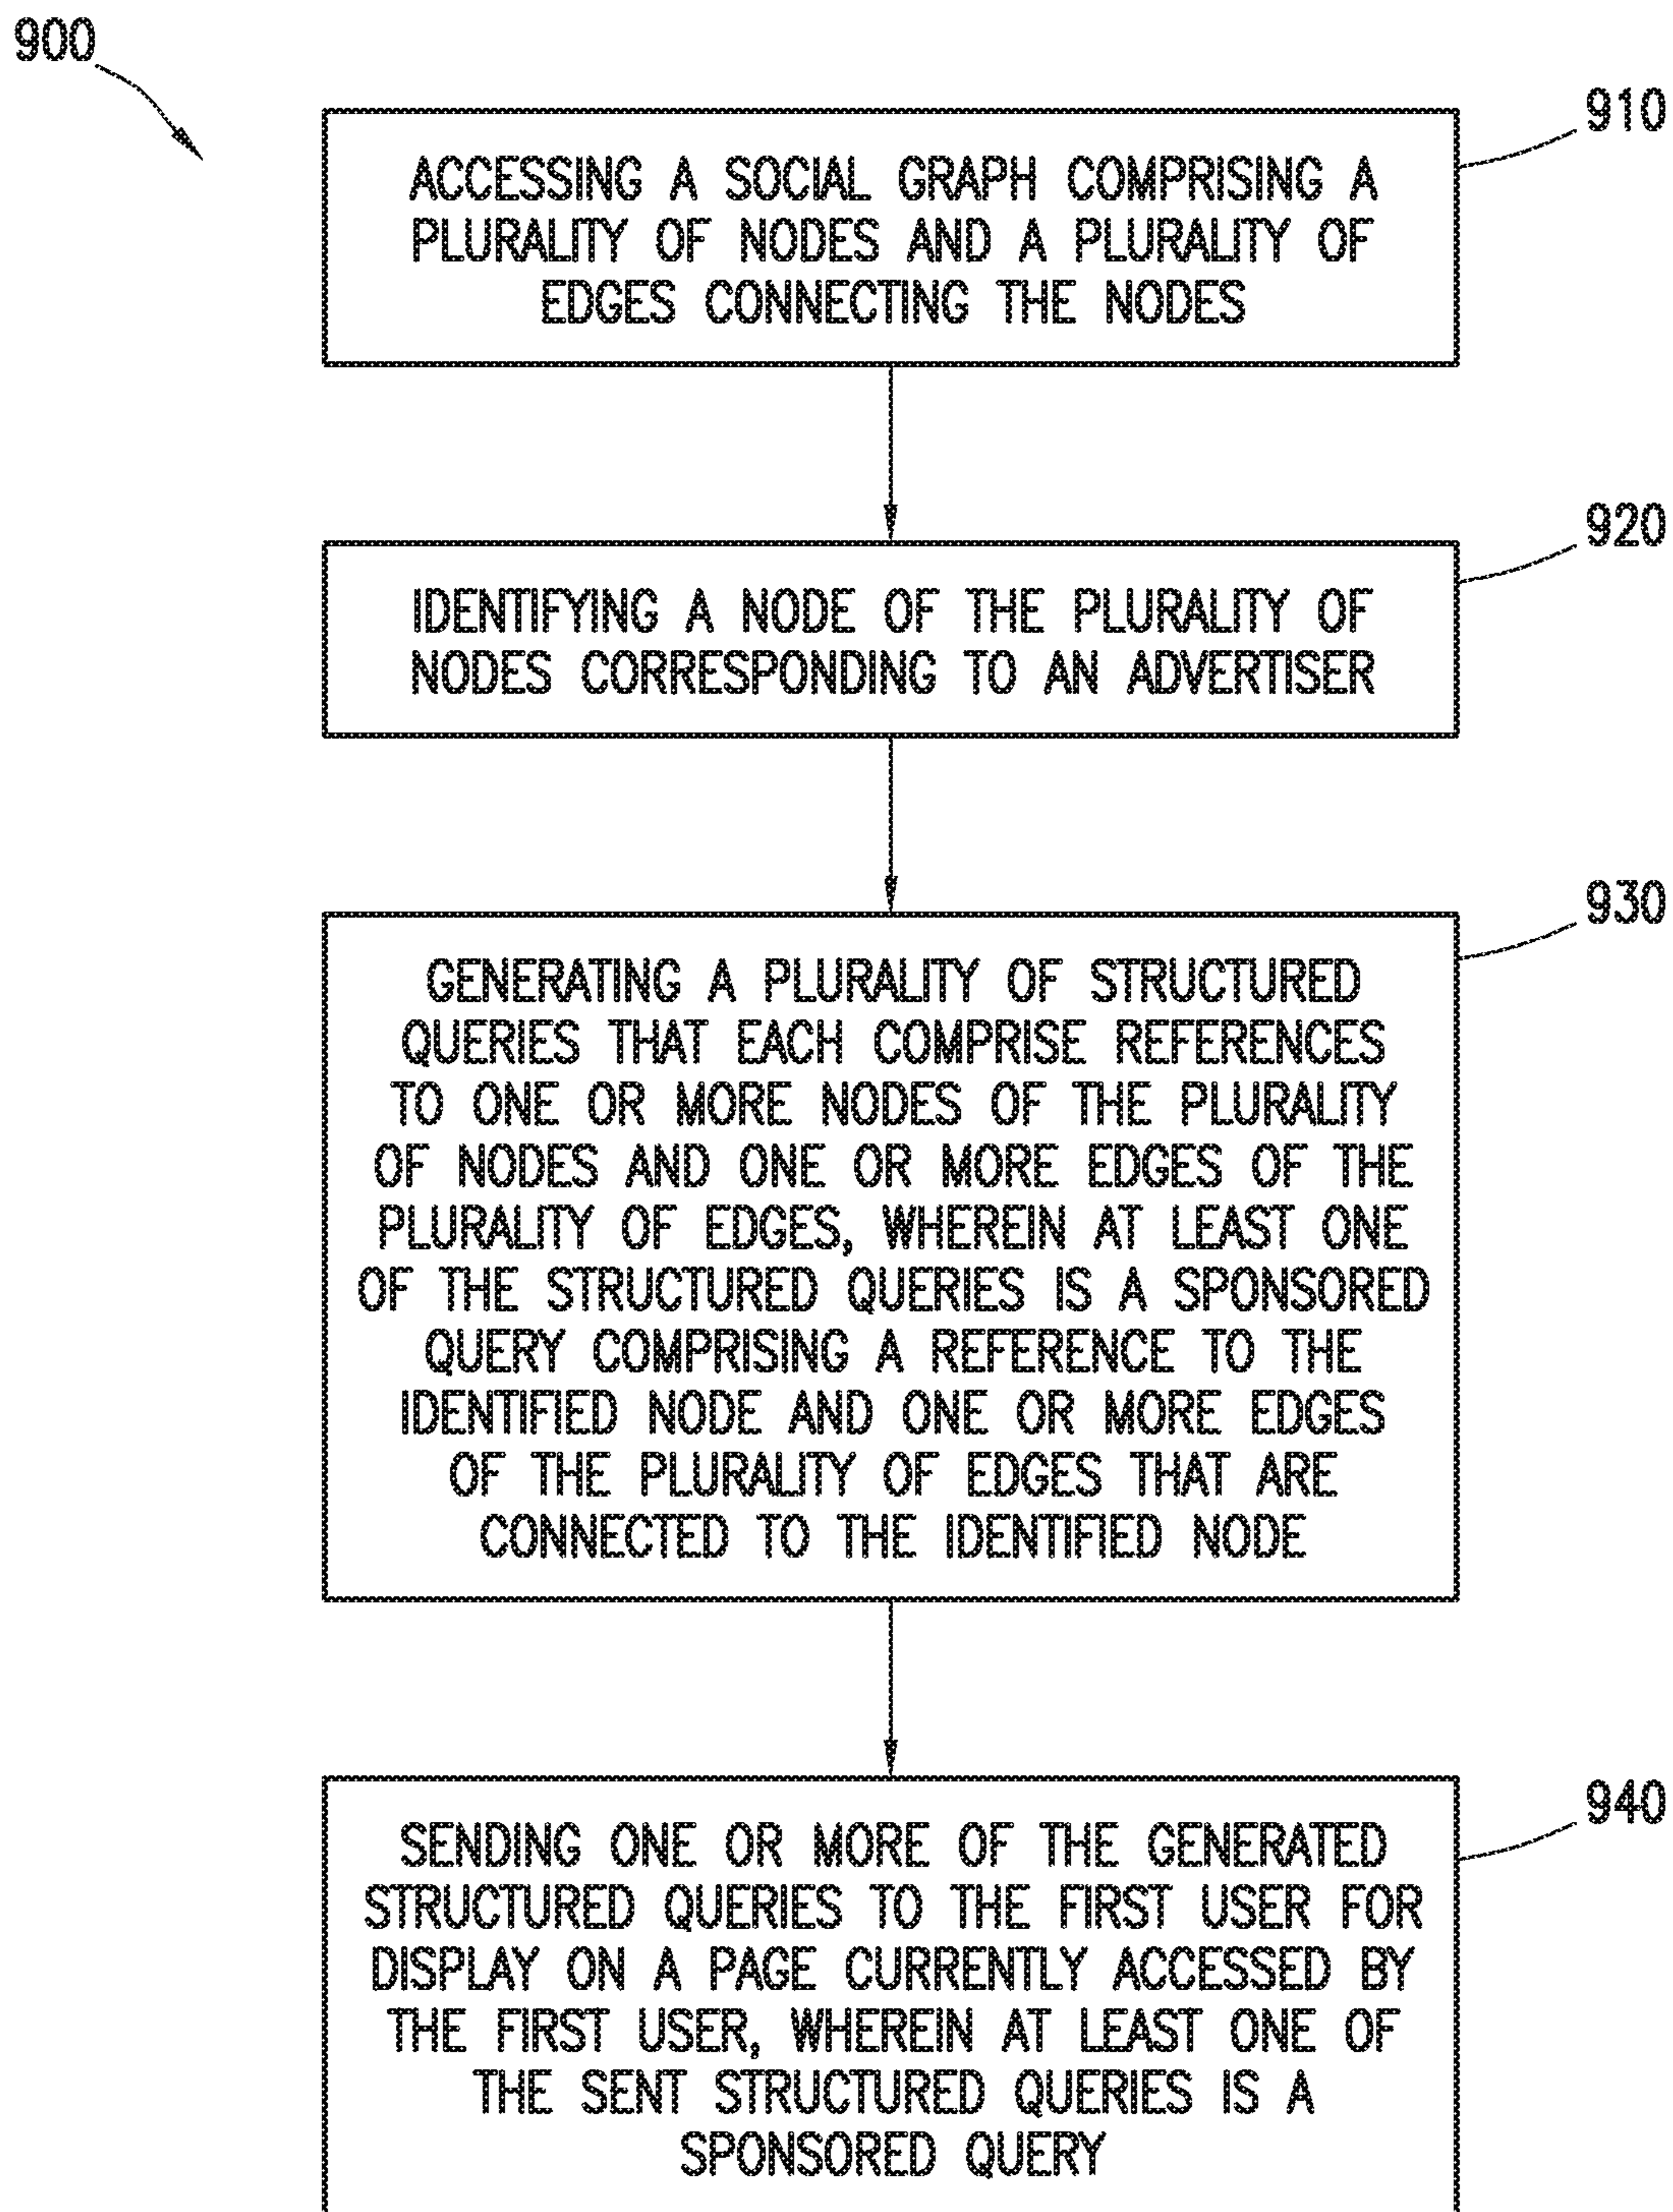 900
910
ACCESSING A SOCIAL GRAPH COMPRISING A
PLURALITY OF NODES AND A PLURALITY OF
EDGES CONNECTING THE NODES
920
IDENTIFYING A NODE OF THE PLURALITY OF
NODES CORRESPONDING TO AN ADVERTISER
930
GENERATING A PLURALITY OF STRUCTURED
QUERIES THAT EACH COMPRISE REFERENCES
TO ONE OR MORE NODES OF THE PLURALITY
OF NODES AND ONE OR MORE EDGES OF THE
PLURALITY OF EDGES, WHEREIN AT LEAST ONE
OF THE STRUCTURED QUERIES IS A SPONSORED
QUERY COMPRISING A REFERENCE TO THE
IDENTIFIED NODE AND ONE OR MORE EDGES
OF THE PLURALITY OF EDGES THAT ARE
CONNECTED TO THE IDENTIFIED NODE
940
SENDING ONE OR MORE OF THE GENERATED
STRUCTURED QUERIES TO THE FIRST USER FOR
DISPLAY ON A PAGE CURRENTLY ACCESSED BY
THE FIRST USER, WHEREIN AT LEAST ONE OF
THE SENT STRUCTURED QUERIES IS A
SPONSORED QUERY